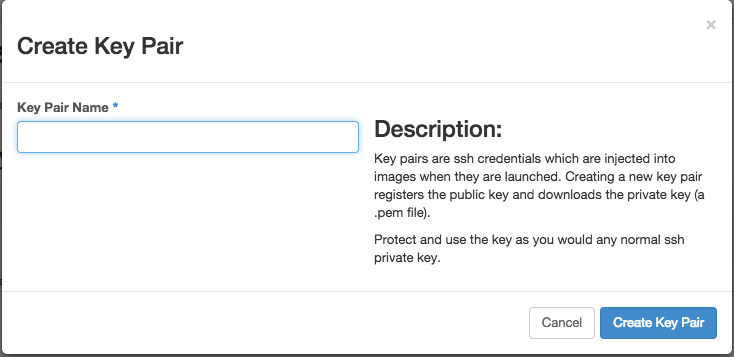 ×
Create Key Pair
Key Pair Name *
Description:
Key pairs are ssh credentials which are injected into
images when they are launched. Creating a new key pair
registers the public key and downloads the private key (a
.pem file).
Protect and use the key as you would any normal ssh
private key.
Cancel Create Key Pair